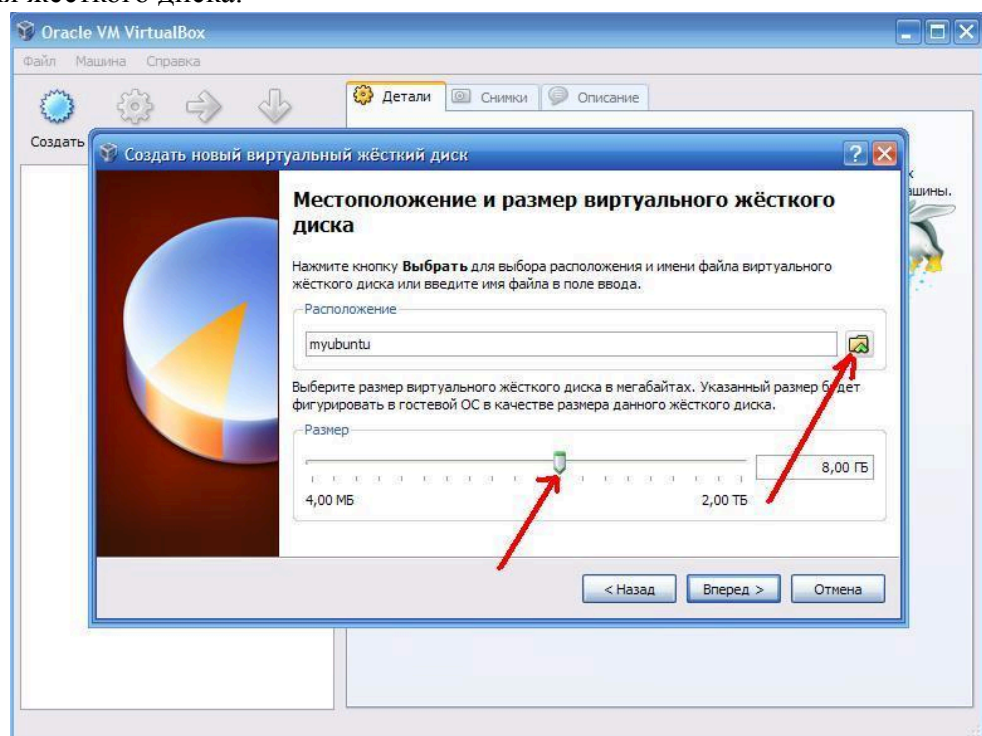 жесткого диска.
Oracle VM VirtualBox
Файл Машина Справка
Создать
Детали Снимки Описание
Создать новый виртуальный жёсткий диск
Местоположение и размер виртуального жёсткого
диска
Нажмите кнопку Выбрать для выбора расположения и имени файла виртуального
жёсткого диска или введите имя файла в поле ввода.
Расположение
myubuntu
Выберите размер виртуального жёсткого диска в мегабайтах. Указанный размер будет
фигурировать в гостевой ОС в качестве размера данного жёсткого диска.
Размер
8,00 ГБ
4,00 МБ 2,00 ТБ
< Назад Вперед > Отмена